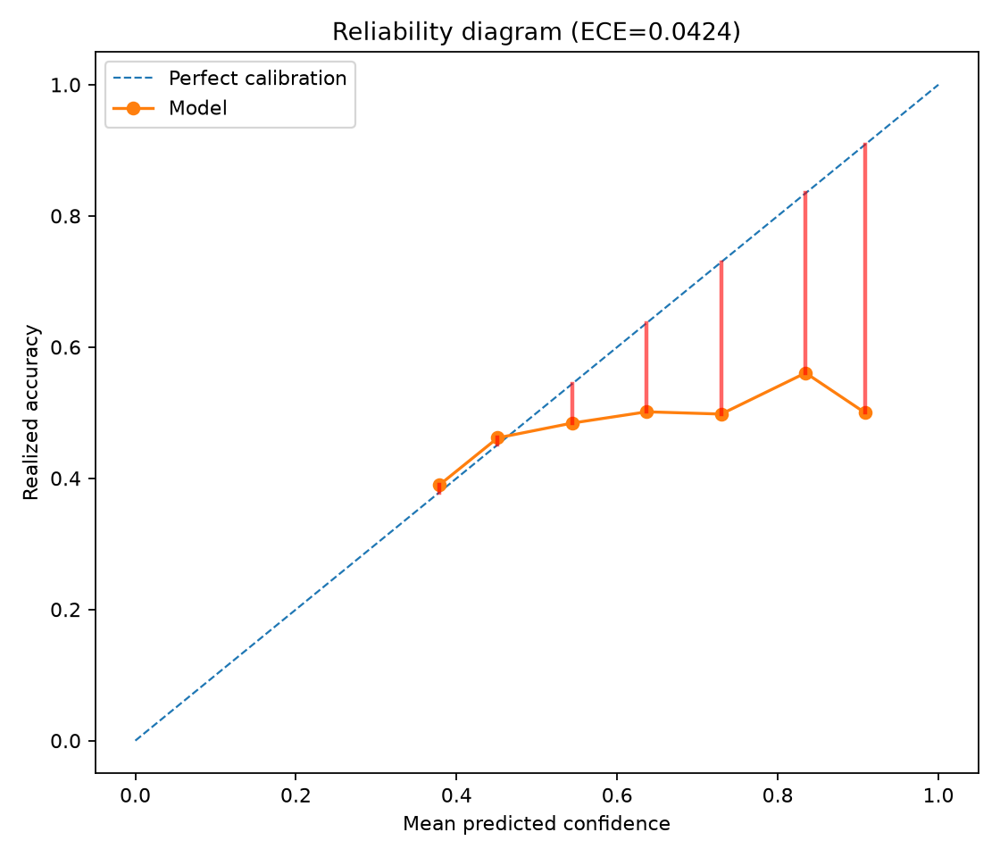 Reliability diagram (ECE=0.0424)
Perfect calibration
Model
1.0
0.8
0.6
0.4
0.2
0.0
Realized accuracy
0.0 0.2 0.4 0.6 0.8 1.0
Mean predicted confidence